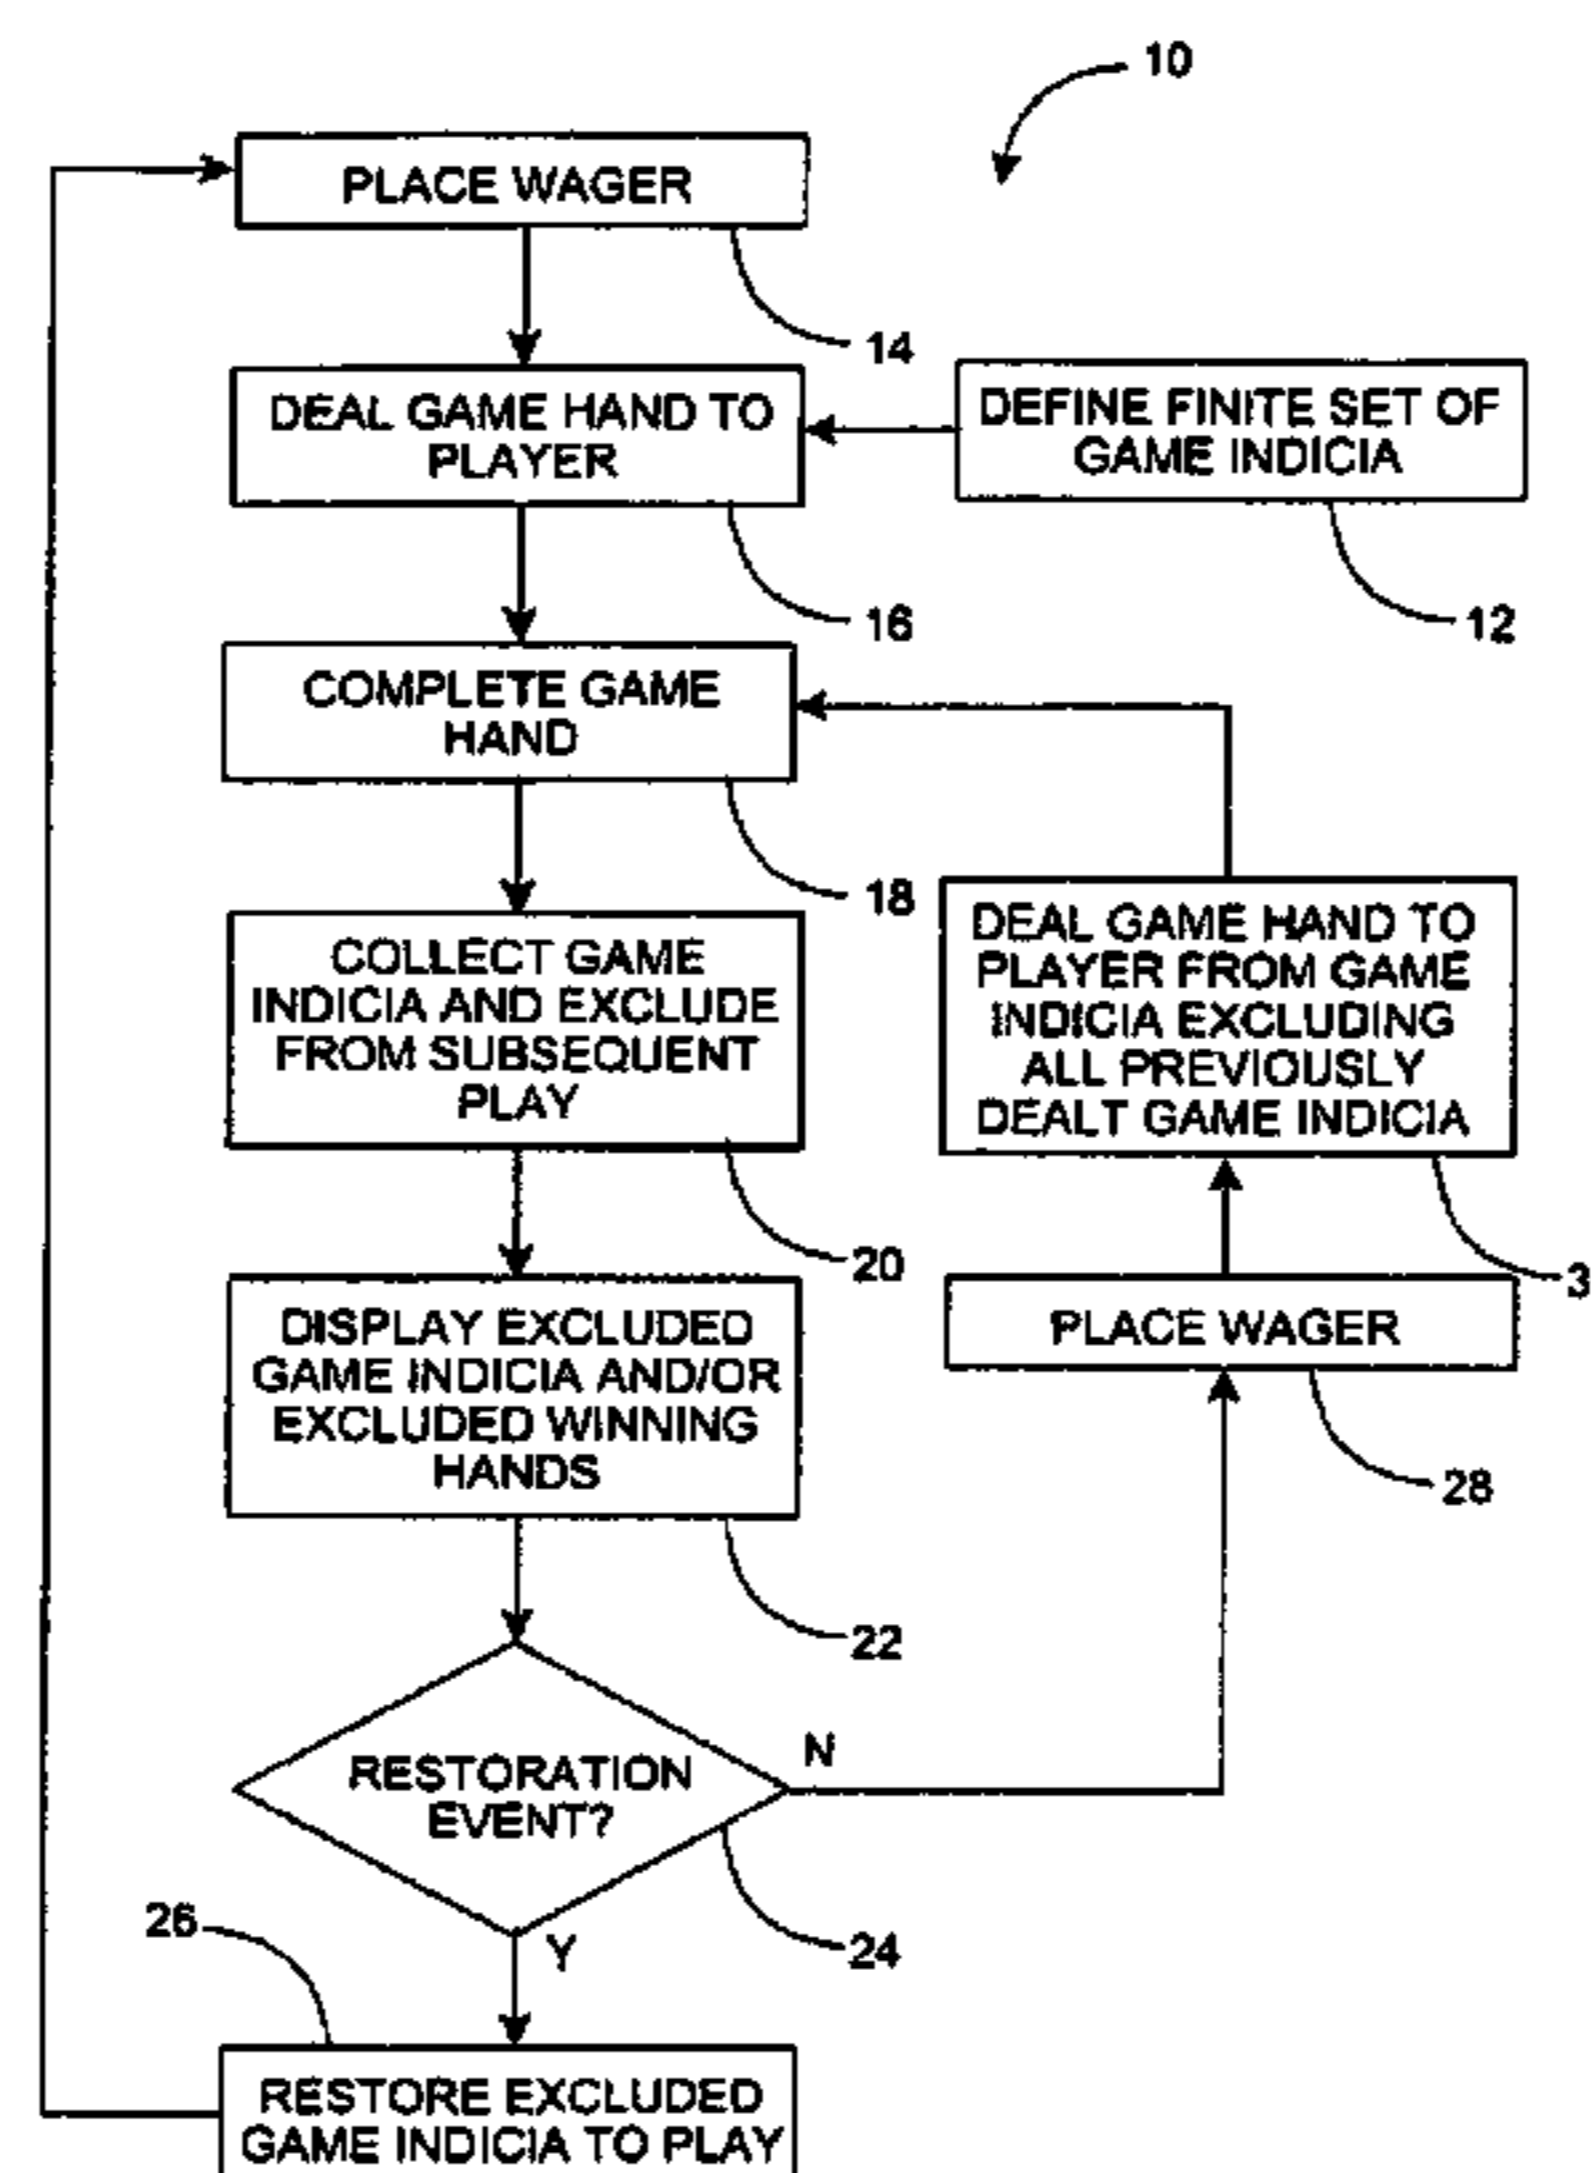 10
PLACE WAGER
14
DEAL GAME HAND TO
PLAYER
16
DEFINE FINITE SET OF
GAME INDICIA
12
COMPLETE GAME
HAND
18
COLLECT GAME
INDICIA AND EXCLUDE
FROM SUBSEQUENT
PLAY
20
DEAL GAME HAND TO
PLAYER FROM GAME
INDICIA EXCLUDING
ALL PREVIOUSLY
DEALT GAME INDICIA
3
DISPLAY EXCLUDED
GAME INDICIA AND/OR
EXCLUDED WINNING
HANDS
22
PLACE WAGER
28
RESTORATION
EVENT?
N
24
Y
26
RESTORE EXCLUDED
GAME INDICIA TO PLAY